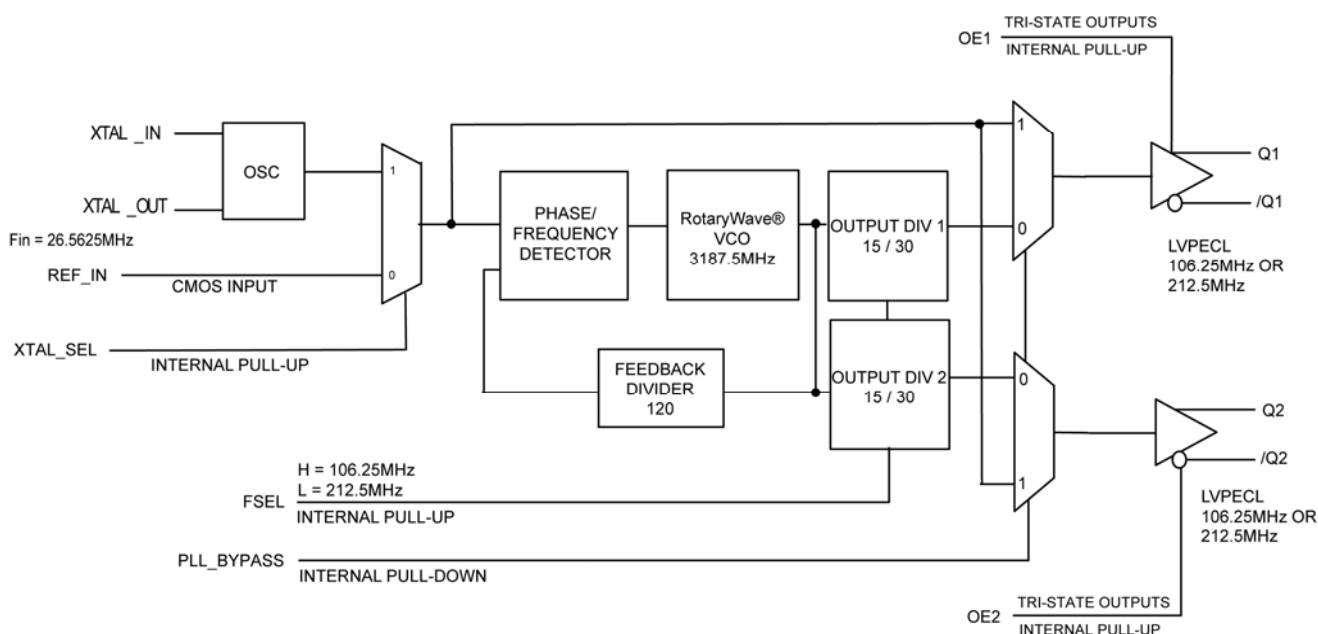 TRI-STATE OUTPUTS
OE1
INTERNAL PULL-UP
XTAL _IN
OSC
XTAL _OUT
Fin = 26.5625MHz
REF_IN
CMOS INPUT
XTAL_SEL
INTERNAL PULL-UP
1
0
PHASE/
FREQUENCY
DETECTOR
RotaryWave®
VCO
3187.5MHz
OUTPUT DIV 1
15 / 30
FEEDBACK
DIVIDER
120
OUTPUT DIV 2
15 / 30
1
0
0
1
Q1
/Q1
LVPECL
106.25MHz OR
212.5MHz
Q2
/Q2
LVPECL
106.25MHz OR
212.5MHz
H = 106.25MHz
L = 212.5MHz
FSEL
INTERNAL PULL-UP
PLL_BYPASS
INTERNAL PULL-DOWN
TRI-STATE OUTPUTS
OE2
INTERNAL PULL-UP